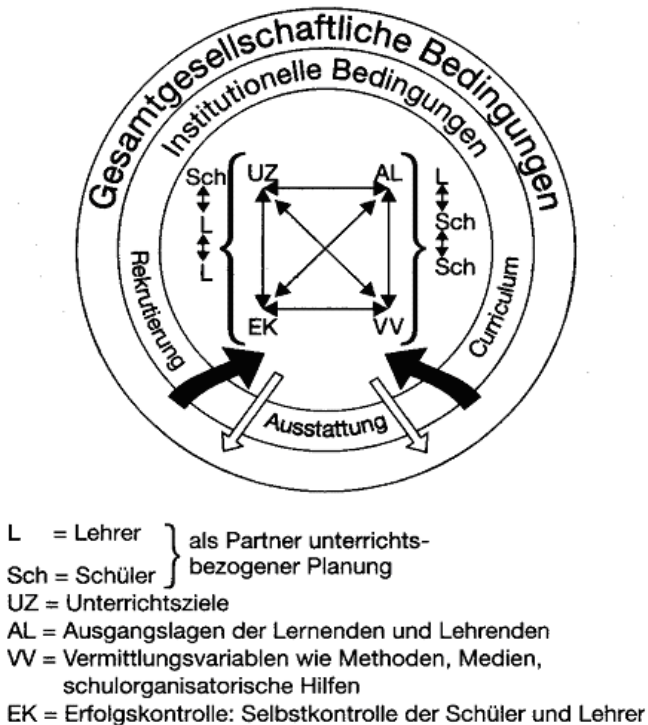 Gesamtgesellschaftliche Bedingungen
Institutionelle Bedingungen
Sch
UZ
AL
L
L
Sch
L
Sch
EK
VV
Rekrutierung
Curriculum
Ausstattung
L = Lehrer
Sch = Schüler
als Partner unterrichts-
bezogener Planung
UZ = Unterrichtsziele
AL = Ausgangslagen der Lernenden und Lehrenden
VV = Vermittlungsvariablen wie Methoden, Medien,
schulorganisatorische Hilfen
EK = Erfolgskontrolle: Selbstkontrolle der Schüler und Lehrer